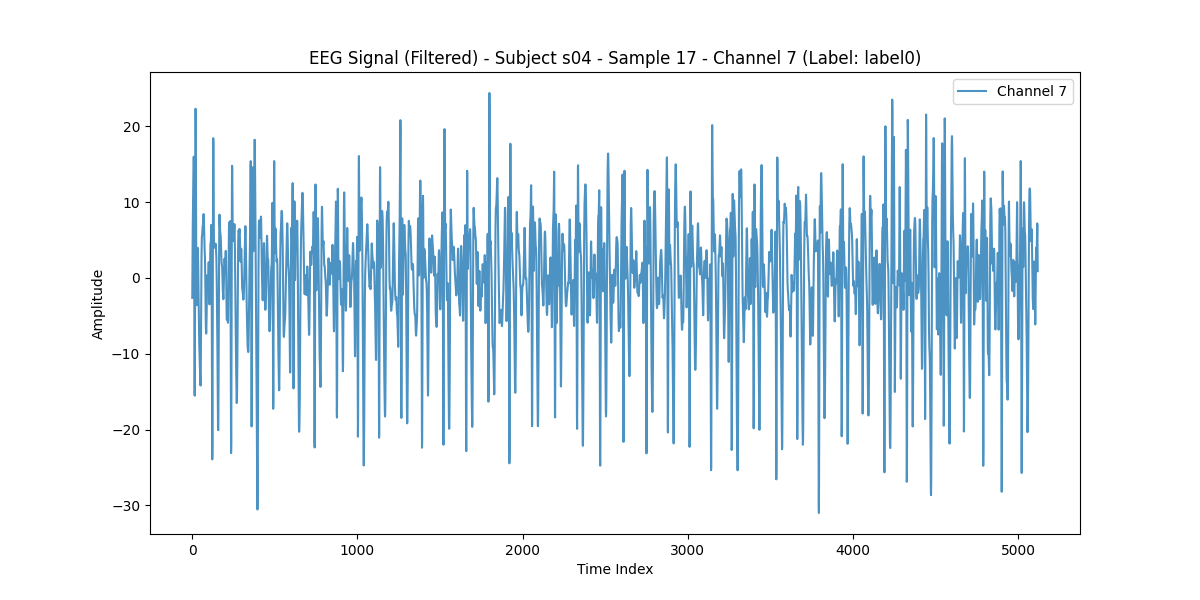 EEG Signal (Filtered) - Subject s04 - Sample 17 - Channel 7 (Label: label0)
Channel 7
20
10
0
−10
−20
−30
Amplitude
0 1000 2000 3000 4000 5000
Time Index